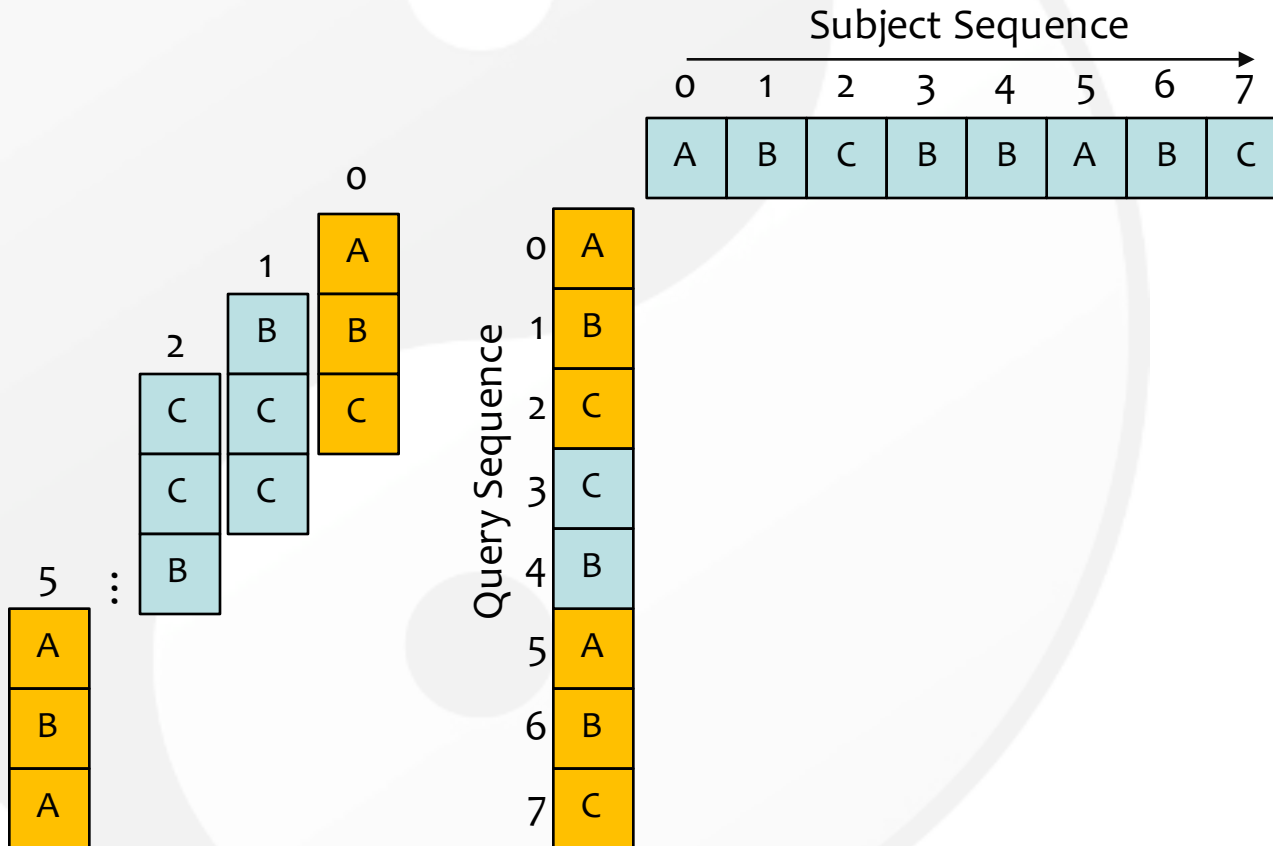 Subject Sequence
0 1 2 3 4 5 6 7
A B C B B A B C
0
A
B
C
1
B
C
C
2
C
C
B
...
5
A
B
A
Query Sequence
0 A
1 B
2 C
3 C
4 B
5 A
6 B
7 C